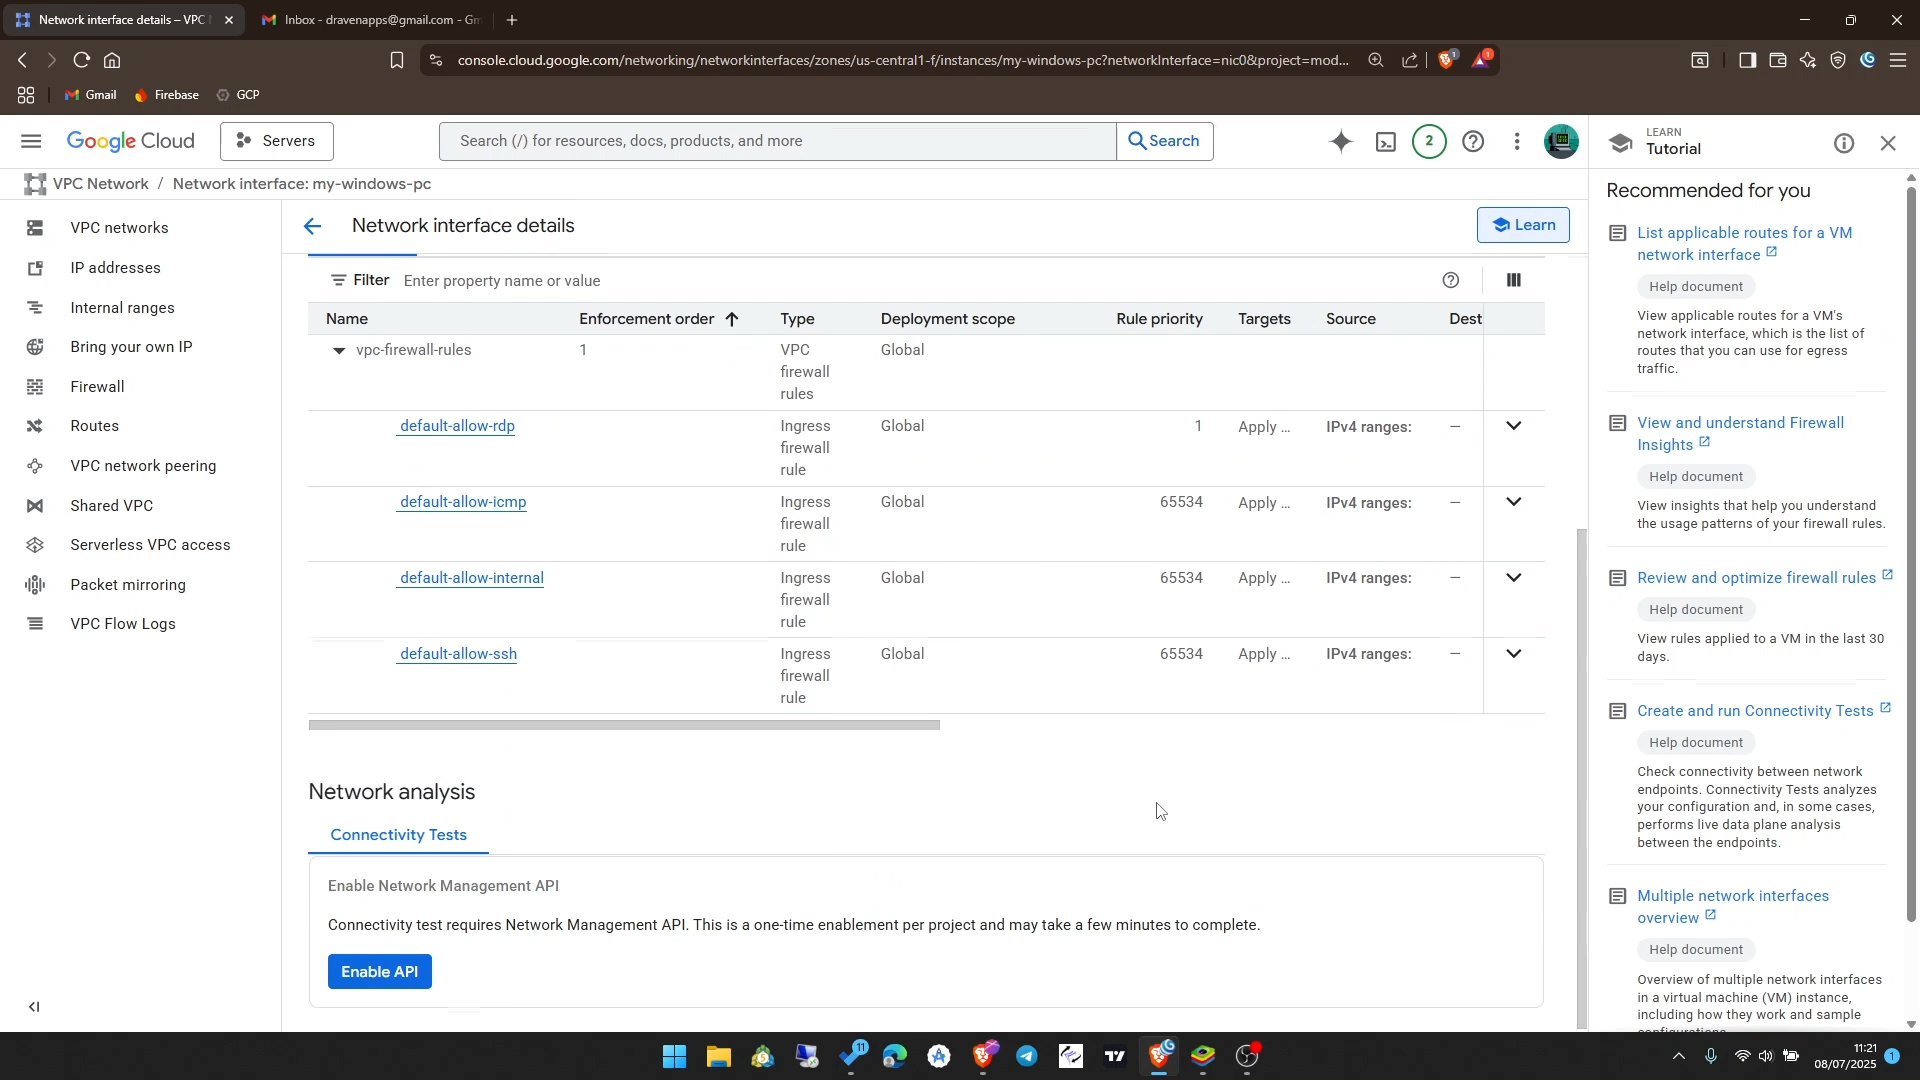 Network interface details – VPC
Inbox - dravenapps@gmail.com - Gm
console.cloud.google.com/networking/networkinterfaces/zones/us-central1-f/instances/my-windows-pc?networkInterface=nic0&project=mod...
1
1
Gmail
Firebase
GCP
Google Cloud
Servers
Search (/) for resources, docs, products, and more
Search
2
LEARN
Tutorial
VPC Network / Network interface: my-windows-pc
Network interface details
Learn
VPC networks
IP addresses
Internal ranges
Bring your own IP
Firewall
Routes
VPC network peering
Shared VPC
Serverless VPC access
Packet mirroring
VPC Flow Logs
Filter Enter property name or value
Name Enforcement order Type Deployment scope Rule priority Targets Source Dest
vpc-firewall-rules 1 VPC firewall rules Global
default-allow-rdp Ingress firewall rule Global 1 Apply ... IPv4 ranges: –
default-allow-icmp Ingress firewall rule Global 65534 Apply ... IPv4 ranges: –
default-allow-internal Ingress firewall rule Global 65534 Apply ... IPv4 ranges: –
default-allow-ssh Ingress firewall rule Global 65534 Apply ... IPv4 ranges: –
Network analysis
Connectivity Tests
Enable Network Management API
Connectivity test requires Network Management API. This is a one-time enablement per project and may take a few minutes to complete.
Enable API
Recommended for you
List applicable routes for a VM
network interface
Help document
View applicable routes for a VM's
network interface, which is the list of
routes that you can use for egress
traffic.
View and understand Firewall
Insights
Help document
View insights that help you understand
the usage patterns of your firewall rules.
Review and optimize firewall rules
Help document
View rules applied to a VM in the last 30
days.
Create and run Connectivity Tests
Help document
Check connectivity between network
endpoints. Connectivity Tests analyzes
your configuration and, in some cases,
performs live data plane analysis
between the endpoints.
Multiple network interfaces
overview
Help document
Overview of multiple network interfaces
in a virtual machine (VM) instance,
including how they work and sample
configurations.
11
11:21
08/07/2025
1